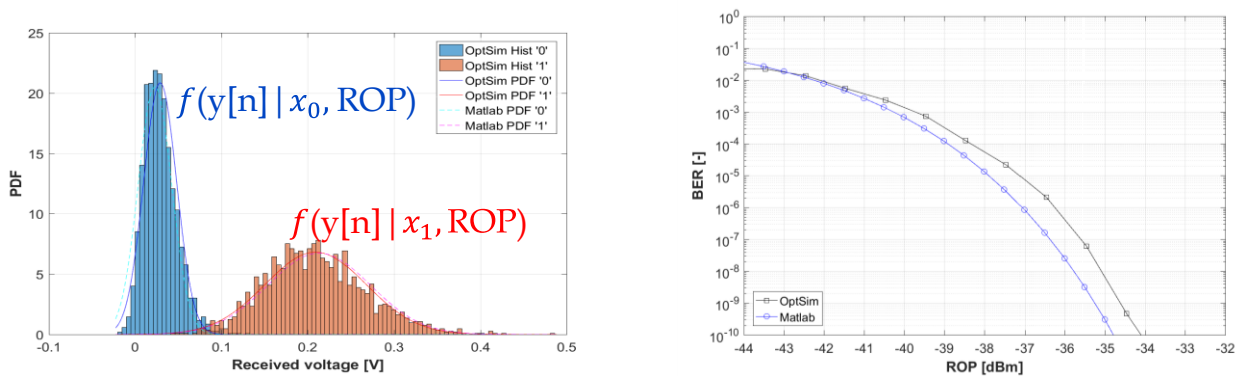 25
20
15
10
5
0
PDF
-0.1
0
0.1
0.2
0.3
0.4
0.5
Received voltage [V]
OptSim Hist '0'
OptSim Hist '1'
OptSim PDF '0'
OptSim PDF '1'
Matlab PDF '0'
Matlab PDF '1'
f(y[n] | x₀, ROP)
f(y[n] | x₁, ROP)
10⁰
10⁻¹
10⁻²
10⁻³
10⁻⁴
10⁻⁵
10⁻⁶
10⁻⁷
10⁻⁸
10⁻⁹
10⁻¹⁰
BER [-]
OptSim
Matlab
-44
-43
-42
-41
-40
-39
-38
-37
-36
-35
-34
-33
-32
ROP [dBm]